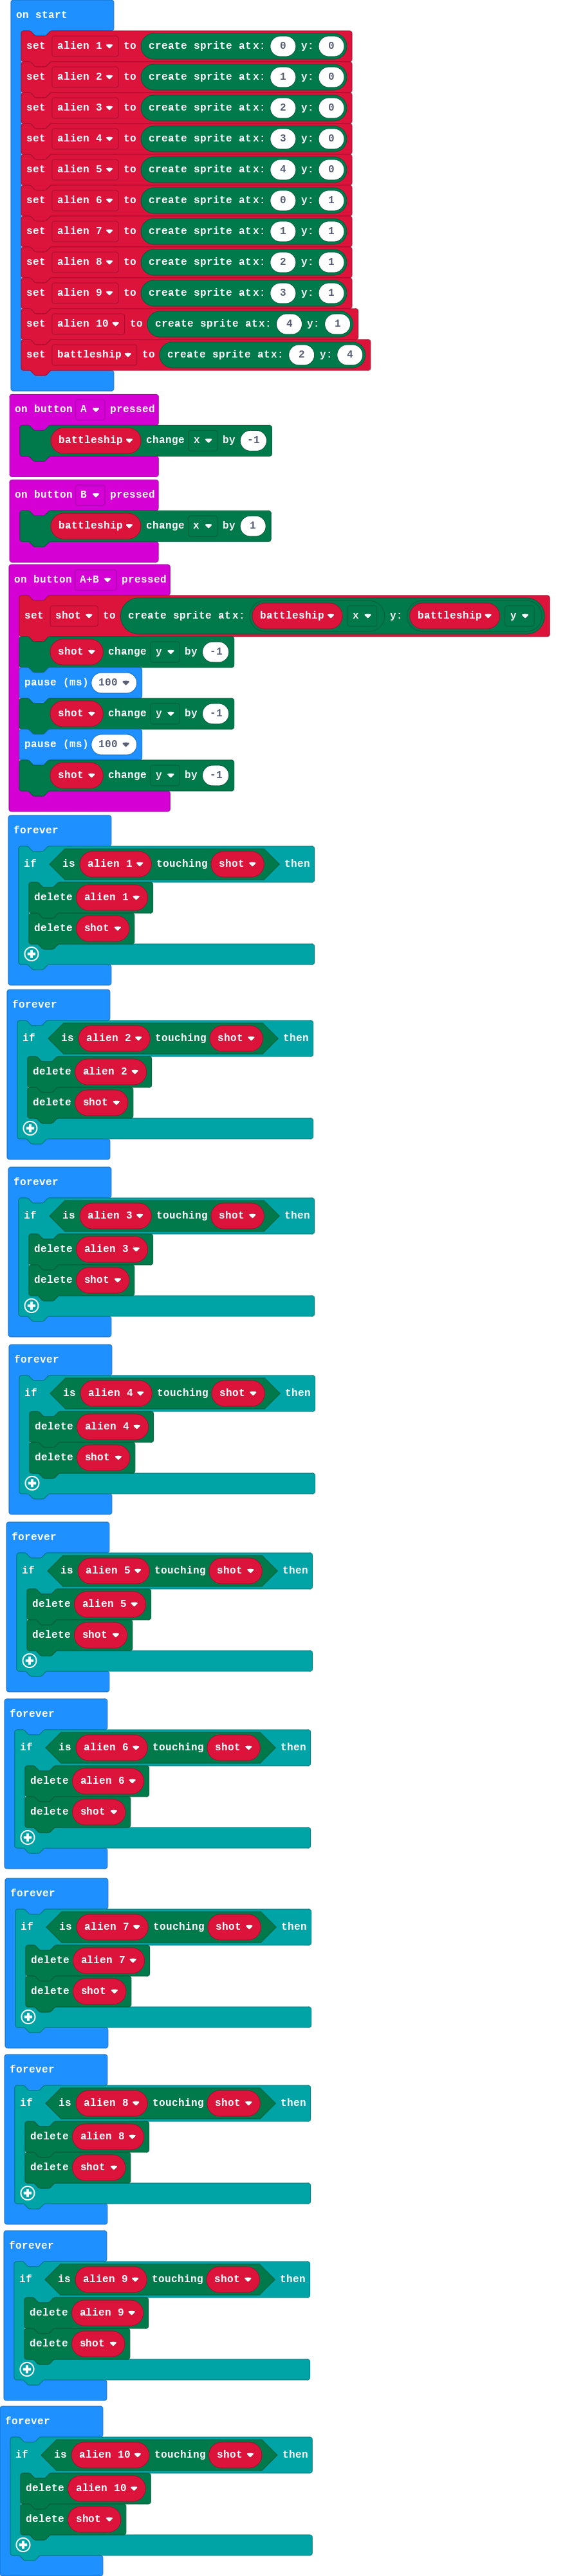 on start
set alien 1 to create sprite at x: 0 y: 0
set alien 2 to create sprite at x: 1 y: 0
set alien 3 to create sprite at x: 2 y: 0
set alien 4 to create sprite at x: 3 y: 0
set alien 5 to create sprite at x: 4 y: 0
set alien 6 to create sprite at x: 0 y: 1
set alien 7 to create sprite at x: 1 y: 1
set alien 8 to create sprite at x: 2 y: 1
set alien 9 to create sprite at x: 3 y: 1
set alien 10 to create sprite at x: 4 y: 1
set battleship to create sprite at x: 2 y: 4
on button A pressed
battleship change x by -1
on button B pressed
battleship change x by 1
on button A+B pressed
set shot to create sprite at x: battleship x y: battleship y
shot change y by -1
pause (ms) 100
shot change y by -1
pause (ms) 100
shot change y by -1
forever
if is alien 1 touching shot then
delete alien 1
delete shot
forever
if is alien 2 touching shot then
delete alien 2
delete shot
forever
if is alien 3 touching shot then
delete alien 3
delete shot
forever
if is alien 4 touching shot then
delete alien 4
delete shot
forever
if is alien 5 touching shot then
delete alien 5
delete shot
forever
if is alien 6 touching shot then
delete alien 6
delete shot
forever
if is alien 7 touching shot then
delete alien 7
delete shot
forever
if is alien 8 touching shot then
delete alien 8
delete shot
forever
if is alien 9 touching shot then
delete alien 9
delete shot
forever
if is alien 10 touching shot then
delete alien 10
delete shot